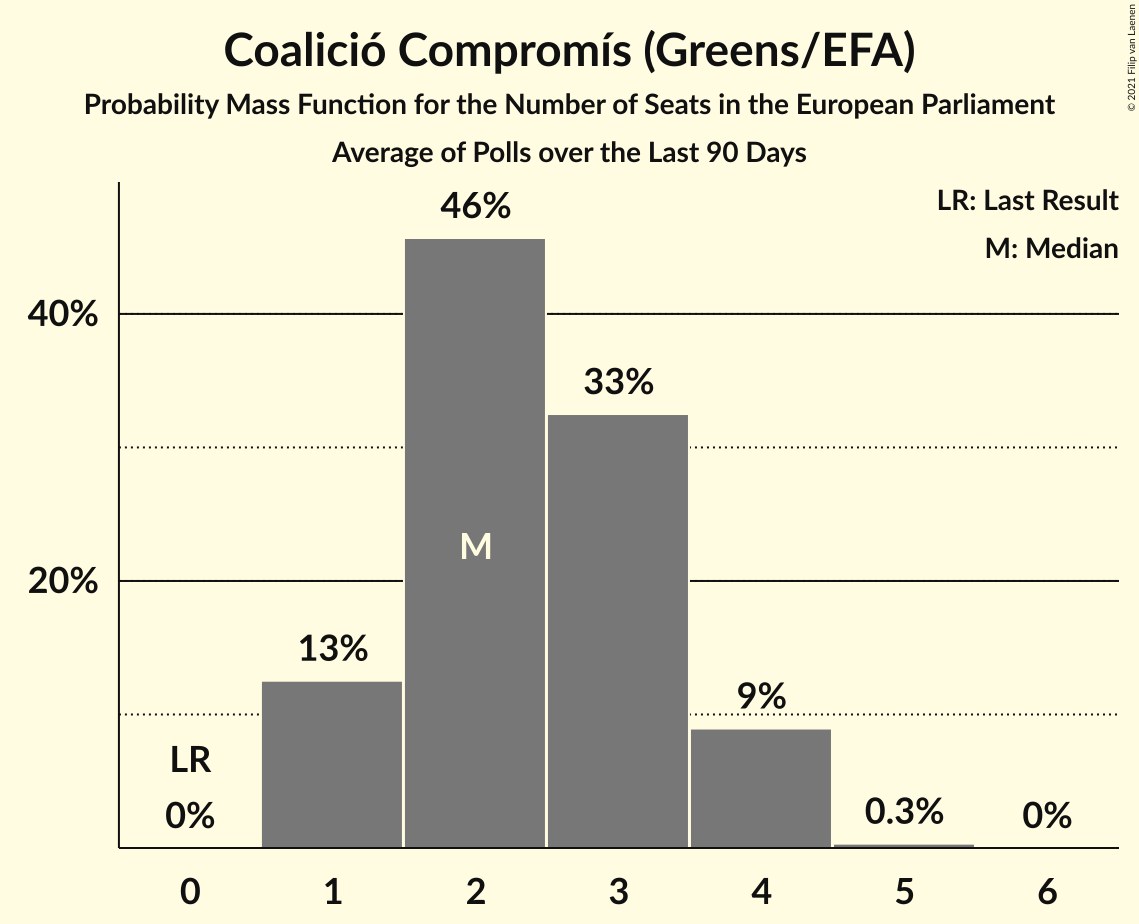 Coalició Compromís (Greens/EFA)
Probability Mass Function for the Number of Seats in the European Parliament
Average of Polls over the Last 90 Days
© 2021 Filip van Laenen
LR: Last Result
M: Median
46%
40%
33%
M
20%
13%
9%
LR
0%
0.3%
0%
0 1 2 3 4 5 6